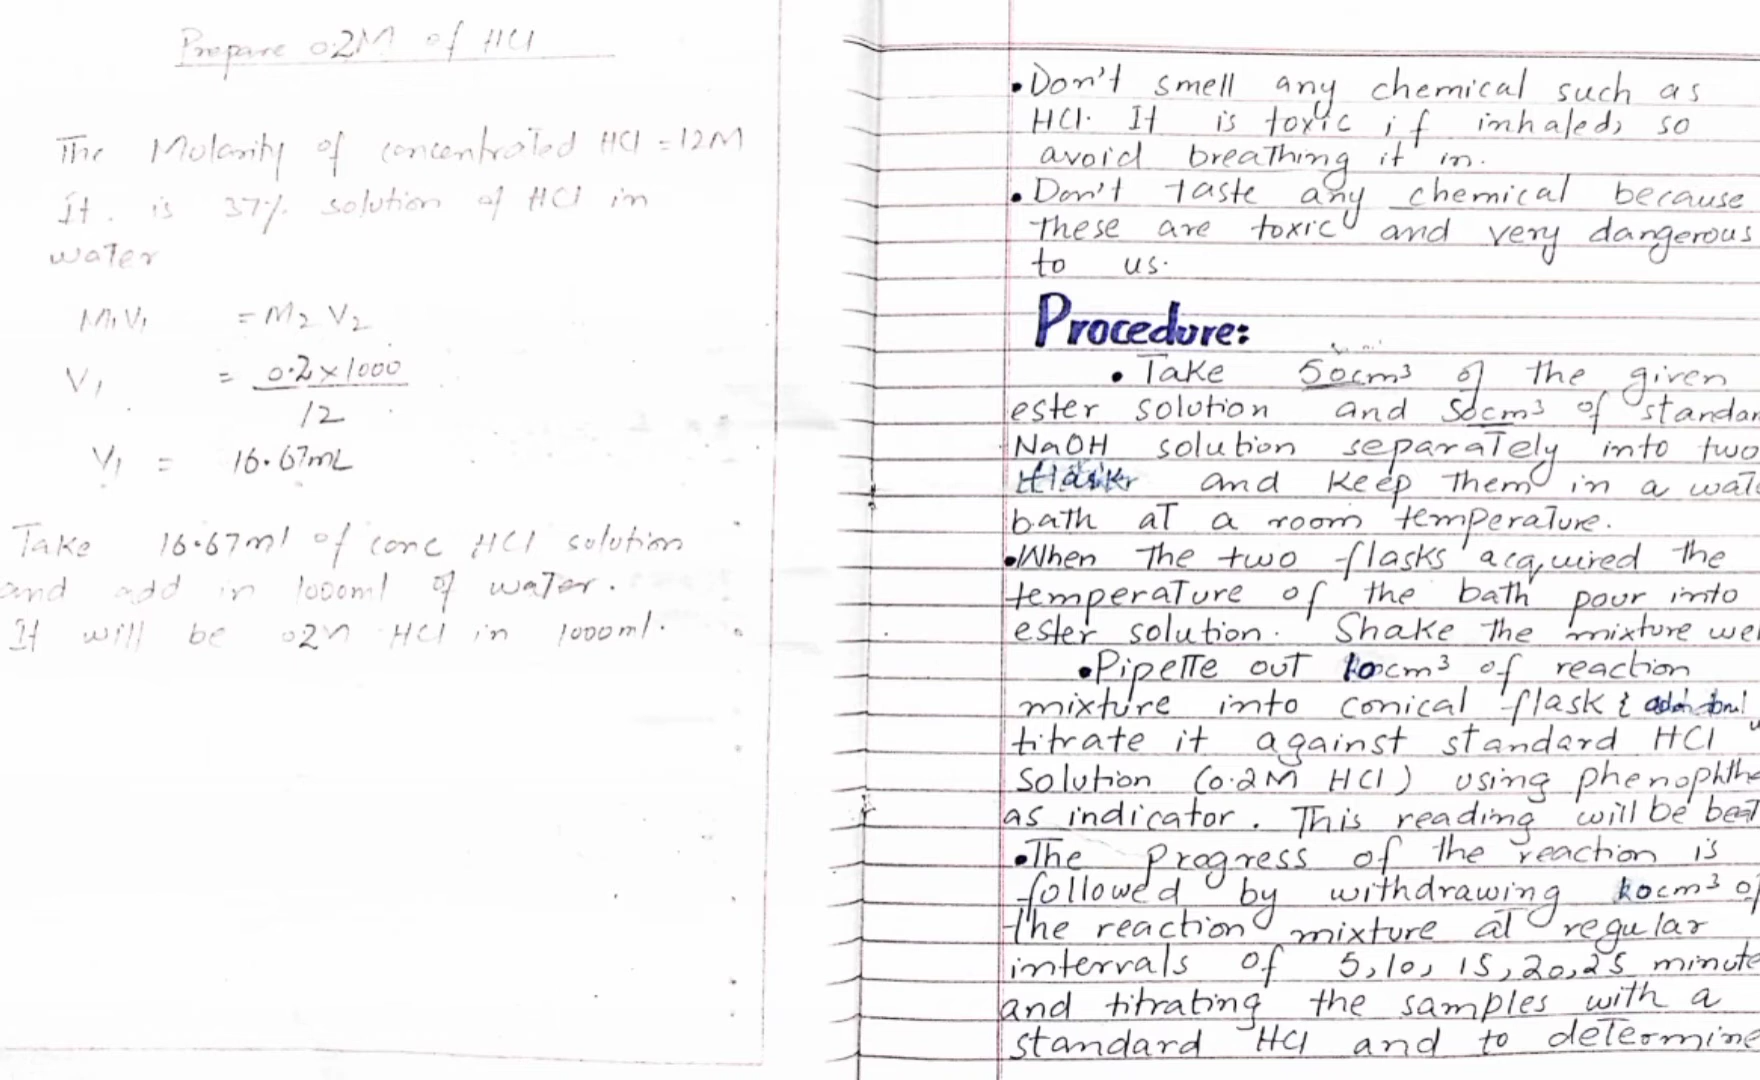 Prepare 0.2M of HCl
The Molarity of concentrated HCl = 12M
It . is 37% solution of HCl in
water
M1V1 = M2 V2
V1 = 0.2 x 1000
12
V1 = 16.67mL
Take 16.67ml of conc HCl solution
and add in 1000ml of water.
It will be 02N HCl in 1000ml.
• Don't smell any chemical such as
HCl. It is toxic if inhaled, so
avoid breathing it in.
• Don't taste any chemical because
these are toxic and very dangerous
to us.
Procedure:
• Take 50cm³ of the given
ester solution and 50cm³ of standar
NaOH solution separately into two
and keep them in a wat
bath at a room temperature.
• When the two flasks acquired the
temperature of the bath pour into
ester solution. Shake the mixture we
• Pipette out 10cm³ of reaction
mixture into conical flask &
titrate it against standard HCl
solution (0.2M HCl) using phenophtha
as indicator. This reading will be
• The progress of the reaction is
followed by withdrawing 10cm³ of
the reaction mixture at regular
intervals of 5, 10, 15, 20, 25 minute
and titrating the samples with a
standard HCl and to determine